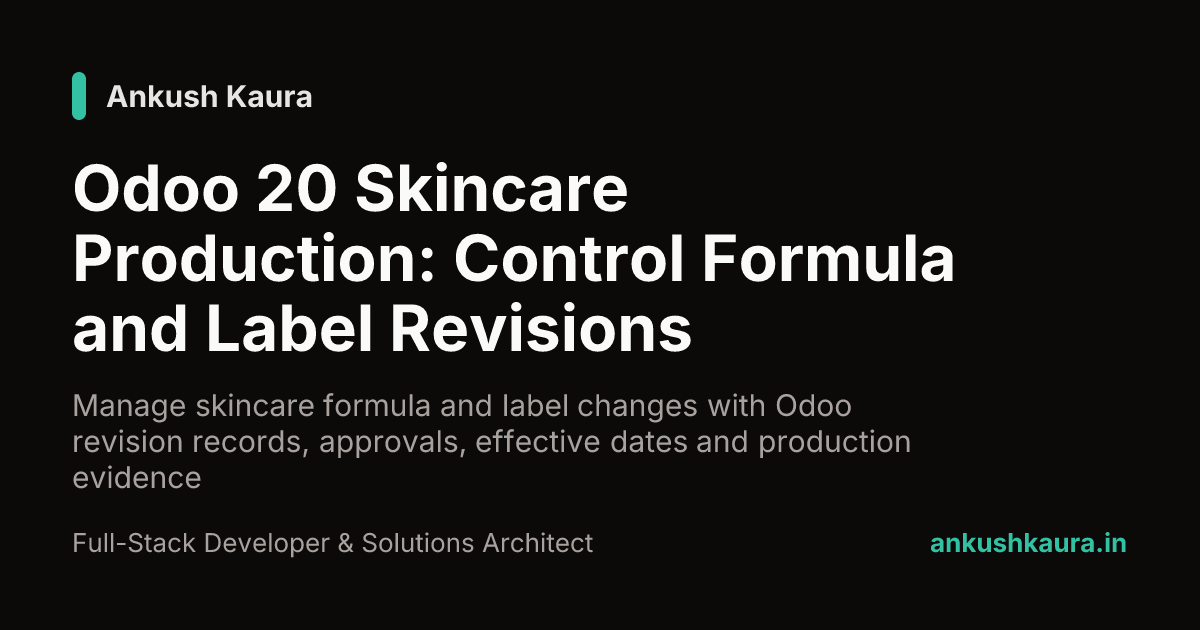 Ankush Kaura
Odoo 20 Skincare
Production: Control Formula
and Label Revisions
Manage skincare formula and label changes with Odoo
revision records, approvals, effective dates and production
evidence
Full-Stack Developer & Solutions Architect
ankushkaura.in